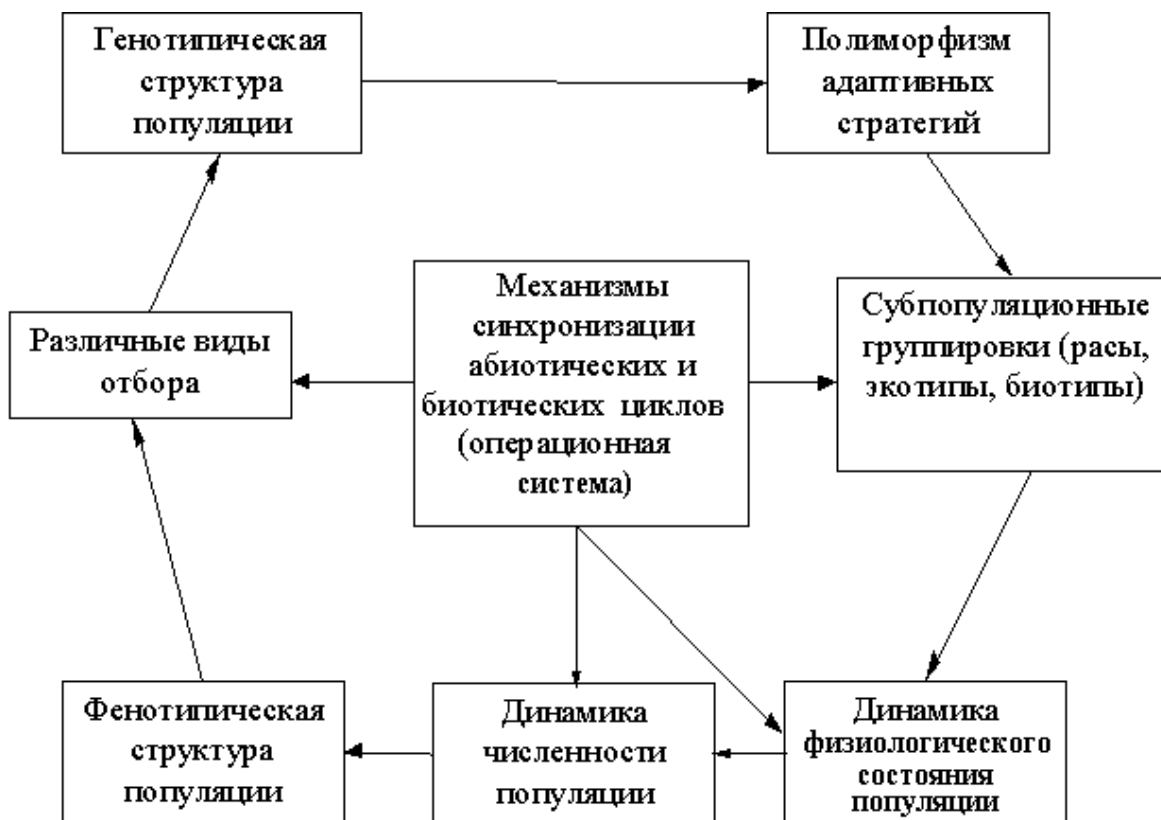 Генотипическая
структура
популяции
Полиморфизм
адаптивных
стратегий
Механизмы
синхронизации
абиотических и
биотических циклов
(операционная
система)
Различные виды
отбора
Субпопуляционные
группировки (расы,
экотипы, биотипы)
Фенотипическая
структура
популяции
Динамика
численности
популяции
Динамика
физиологического
состояния
популяции